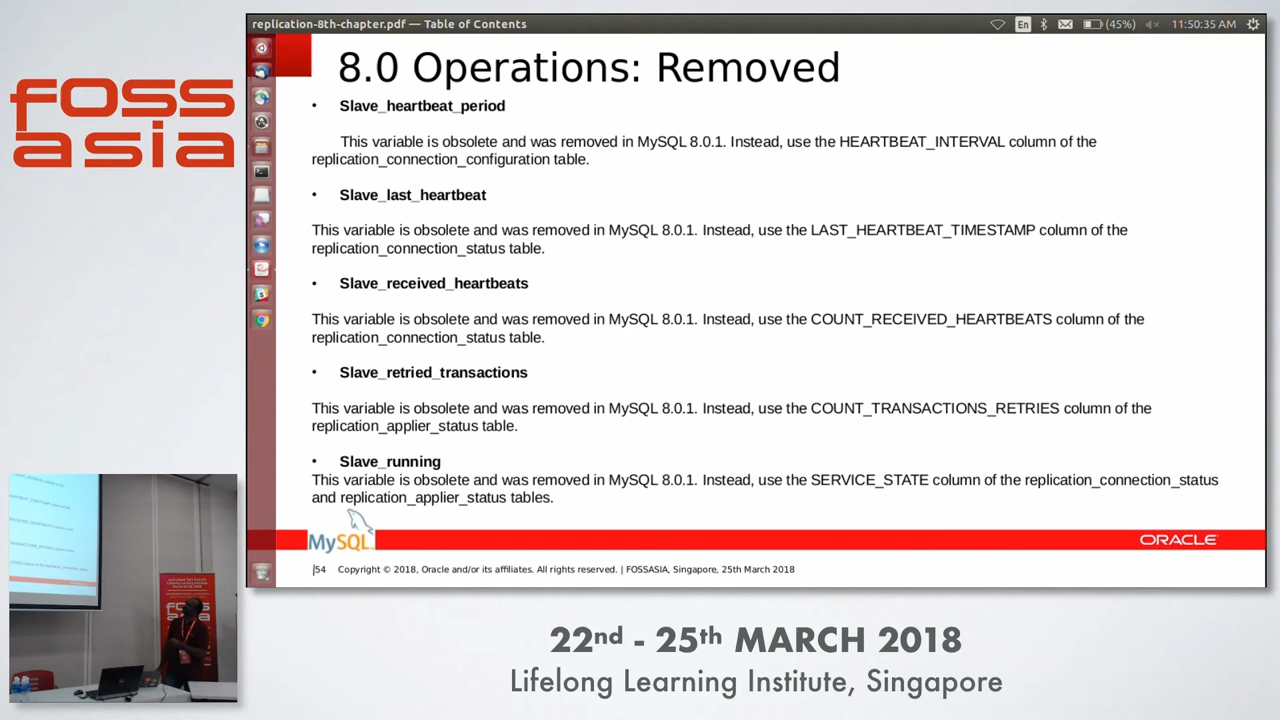 replication-8th-chapter.pdf — Table of Contents
En
(45%)
11:50:35 AM
foss
asia
8.0 Operations: Removed
• Slave_heartbeat_period
This variable is obsolete and was removed in MySQL 8.0.1. Instead, use the HEARTBEAT_INTERVAL column of the
replication_connection_configuration table.
• Slave_last_heartbeat
This variable is obsolete and was removed in MySQL 8.0.1. Instead, use the LAST_HEARTBEAT_TIMESTAMP column of the
replication_connection_status table.
• Slave_received_heartbeats
This variable is obsolete and was removed in MySQL 8.0.1. Instead, use the COUNT_RECEIVED_HEARTBEATS column of the
replication_connection_status table.
• Slave_retried_transactions
This variable is obsolete and was removed in MySQL 8.0.1. Instead, use the COUNT_TRANSACTIONS_RETRIES column of the
replication_applier_status table.
• Slave_running
This variable is obsolete and was removed in MySQL 8.0.1. Instead, use the SERVICE_STATE column of the replication_connection_status
and replication_applier_status tables.
MySQL
ORACLE
54 Copyright © 2018, Oracle and/or its affiliates. All rights reserved. | FOSSASIA, Singapore, 25th March 2018
FOSS
ASIA
22nd - 25th MARCH 2018
Lifelong Learning Institute, Singapore